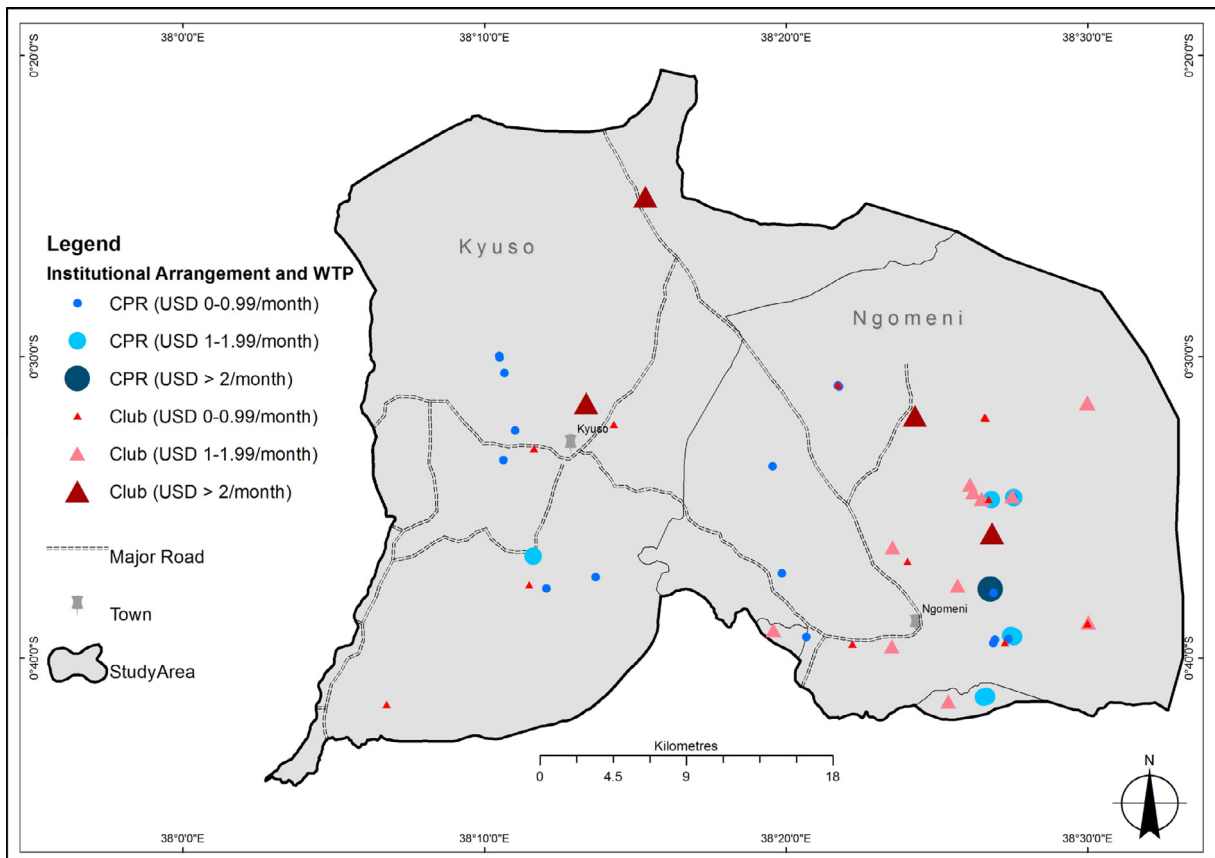 38°0'0"E
38°10'0"E
38°20'0"E
38°30'0"E
0°20'0"S
0°20'0"S
Kyuso
Legend
Institutional Arrangement and WTP
CPR (USD 0-0.99/month)
CPR (USD 1-1.99/month)
CPR (USD > 2/month)
Club (USD 0-0.99/month)
Club (USD 1-1.99/month)
Club (USD > 2/month)
Major Road
Town
StudyArea
Ngomeni
0°30'0"S
0°30'0"S
Kyuso
Ngomeni
0°40'0"S
0°40'0"S
Kilometres
0 4.5 9 18
N
38°0'0"E
38°10'0"E
38°20'0"E
38°30'0"E